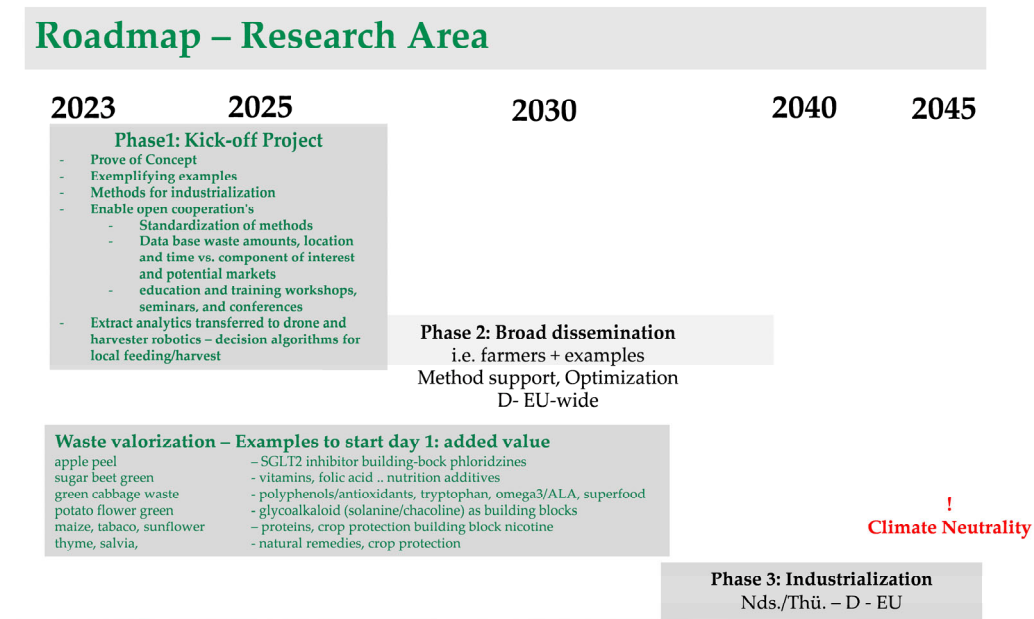 Roadmap – Research Area
2023 2025 2030 2040 2045
Phase1: Kick-off Project
- Prove of Concept
- Exemplifying examples
- Methods for industrialization
- Enable open cooperation's
- Standardization of methods
- Data base waste amounts, location
and time vs. component of interest
and potential markets
- education and training workshops,
seminars, and conferences
- Extract analytics transferred to drone and
harvester robotics – decision algorithms for
local feeding/harvest
Phase 2: Broad dissemination
i.e. farmers + examples
Method support, Optimization
D- EU-wide
Waste valorization – Examples to start day 1: added value
apple peel – SGLT2 inhibitor building-bock phloridzines
sugar beet green - vitamins, folic acid .. nutrition additives
green cabbage waste - polyphenols/antioxidants, tryptophan, omega3/ALA, superfood
potato flower green - glycoalkaloid (solanine/chacoline) as building blocks
maize, tabaco, sunflower – proteins, crop protection building block nicotine
thyme, salvia, - natural remedies, crop protection
!
Climate Neutrality
Phase 3: Industrialization
Nds./Thü. – D - EU